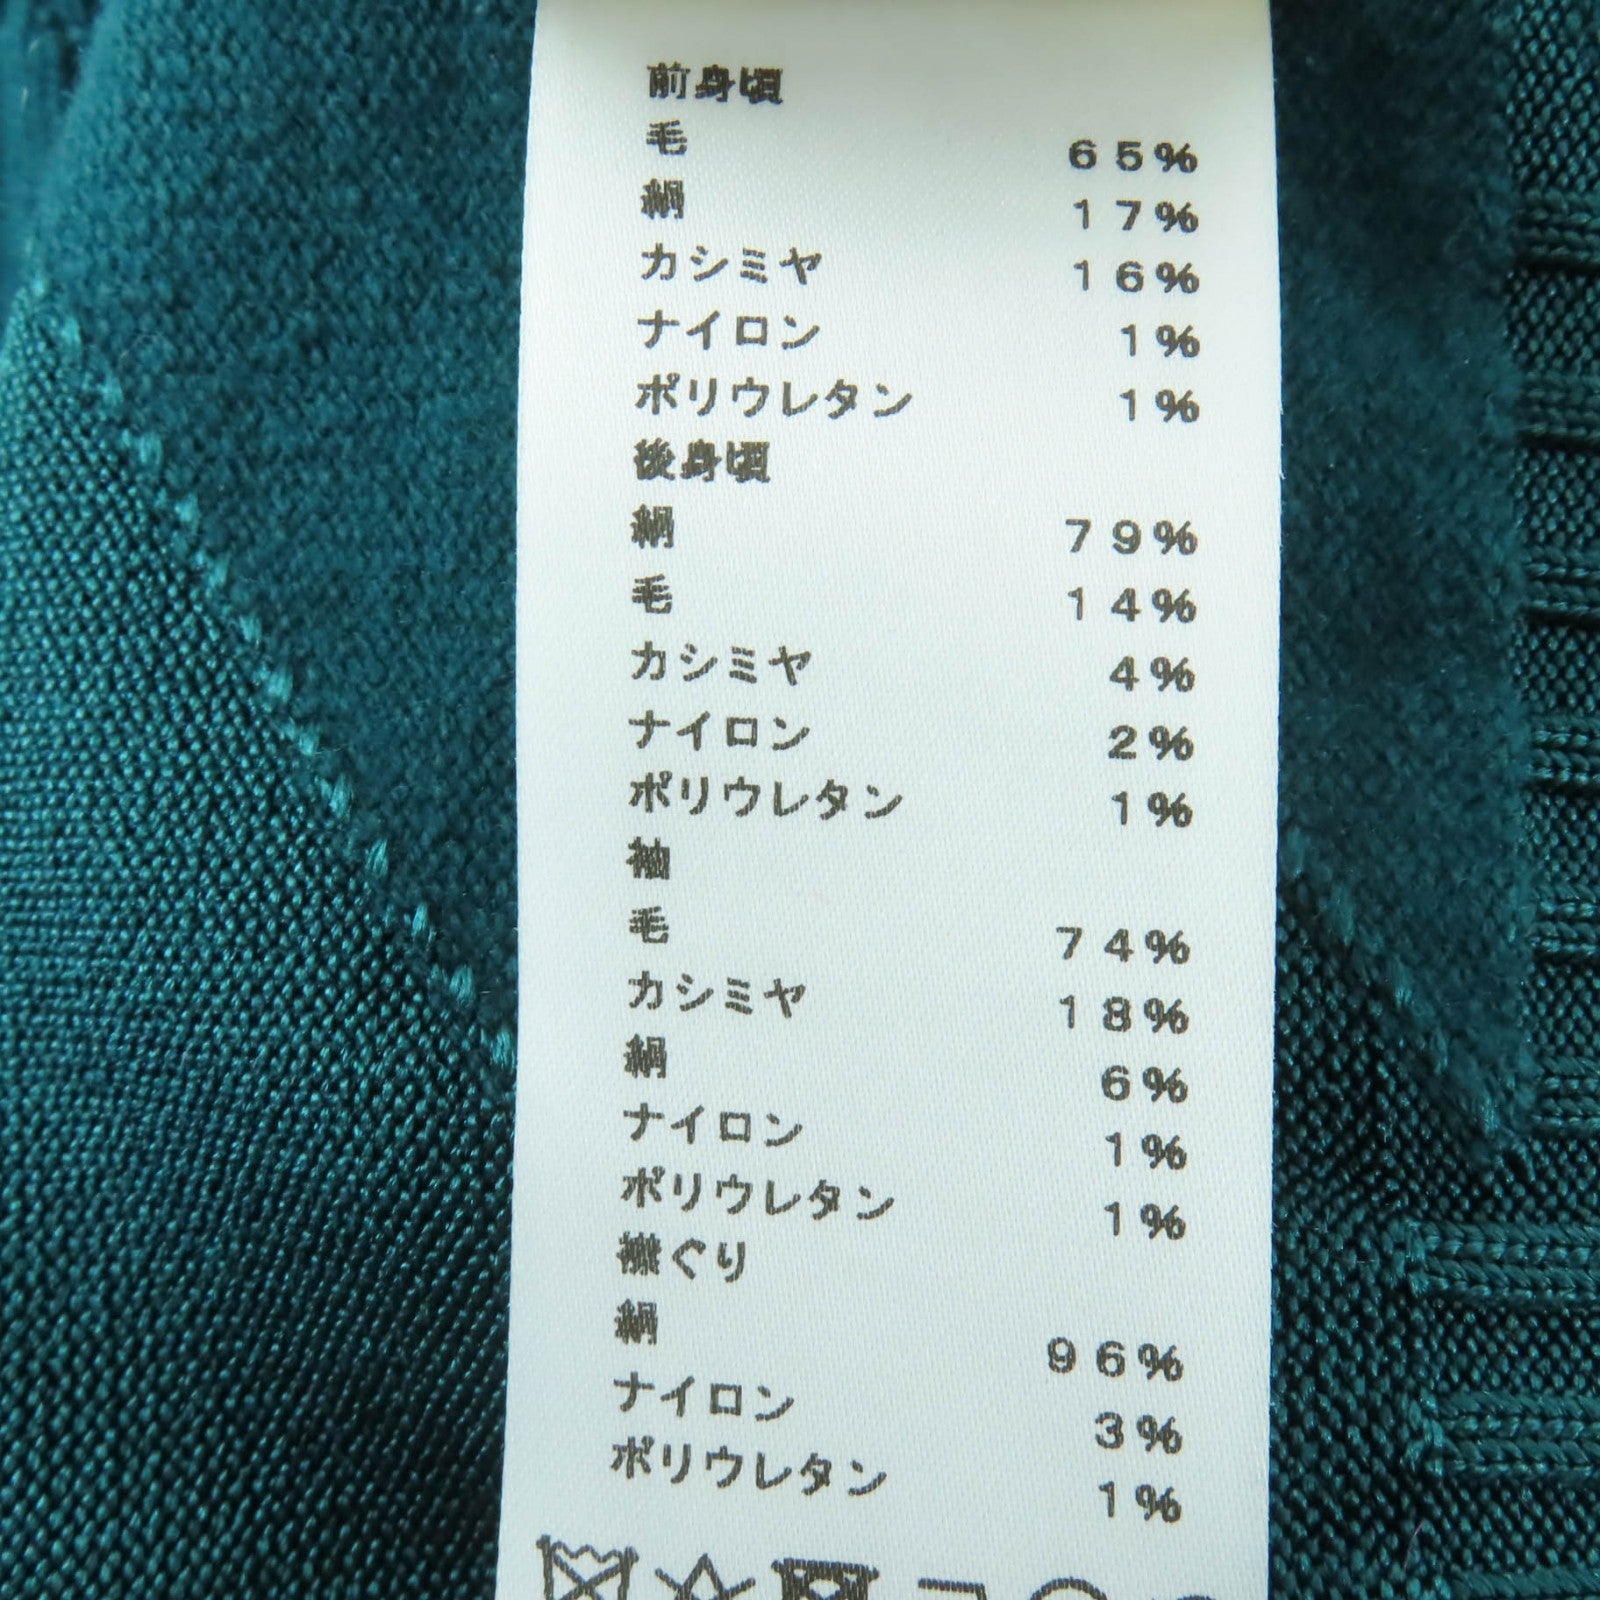 前身頃
毛 65%
絹 17%
カシミヤ 16%
ナイロン 1%
ポリウレタン 1%
後身頃
絹 79%
毛 14%
カシミヤ 4%
ナイロン 2%
ポリウレタン 1%
袖
毛 74%
カシミヤ 18%
絹 6%
ナイロン 1%
ポリウレタン 1%
襟ぐり
絹 96%
ナイロン 3%
ポリウレタン 1%